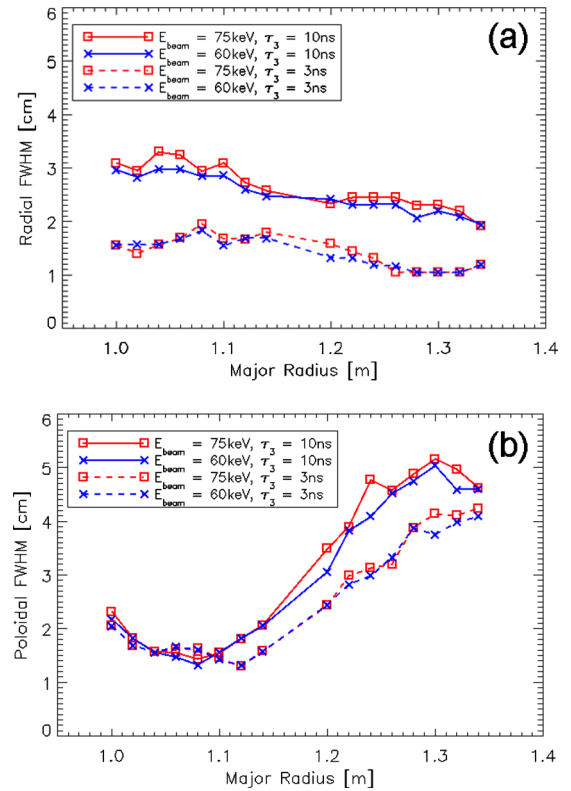 (a)
E_beam = 75keV, τ_3 = 10ns
E_beam = 60keV, τ_3 = 10ns
E_beam = 75keV, τ_3 = 3ns
E_beam = 60keV, τ_3 = 3ns
Radial FWHM [cm]
6
5
4
3
2
1
0
1.0 1.1 1.2 1.3 1.4
Major Radius [m]
(b)
E_beam = 75keV, τ_3 = 10ns
E_beam = 60keV, τ_3 = 10ns
E_beam = 75keV, τ_3 = 3ns
E_beam = 60keV, τ_3 = 3ns
Poloidal FWHM [cm]
6
5
4
3
2
1
0
1.0 1.1 1.2 1.3 1.4
Major Radius [m]